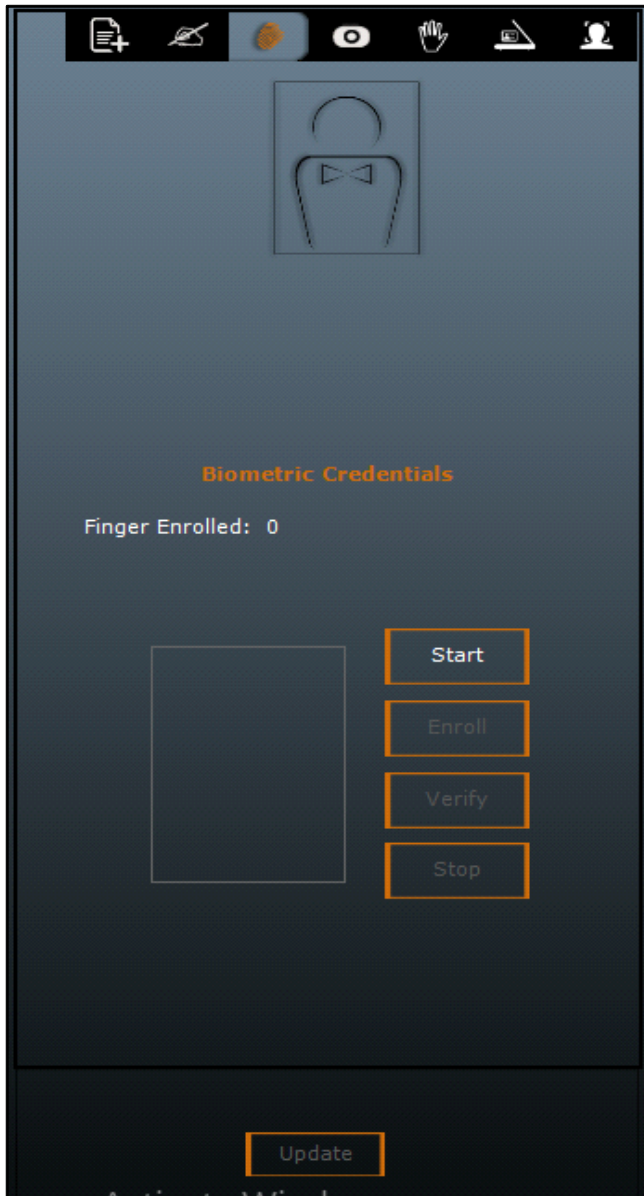 Biometric Credentials
Finger Enrolled: 0
Start
Enroll
Verify
Stop
Update